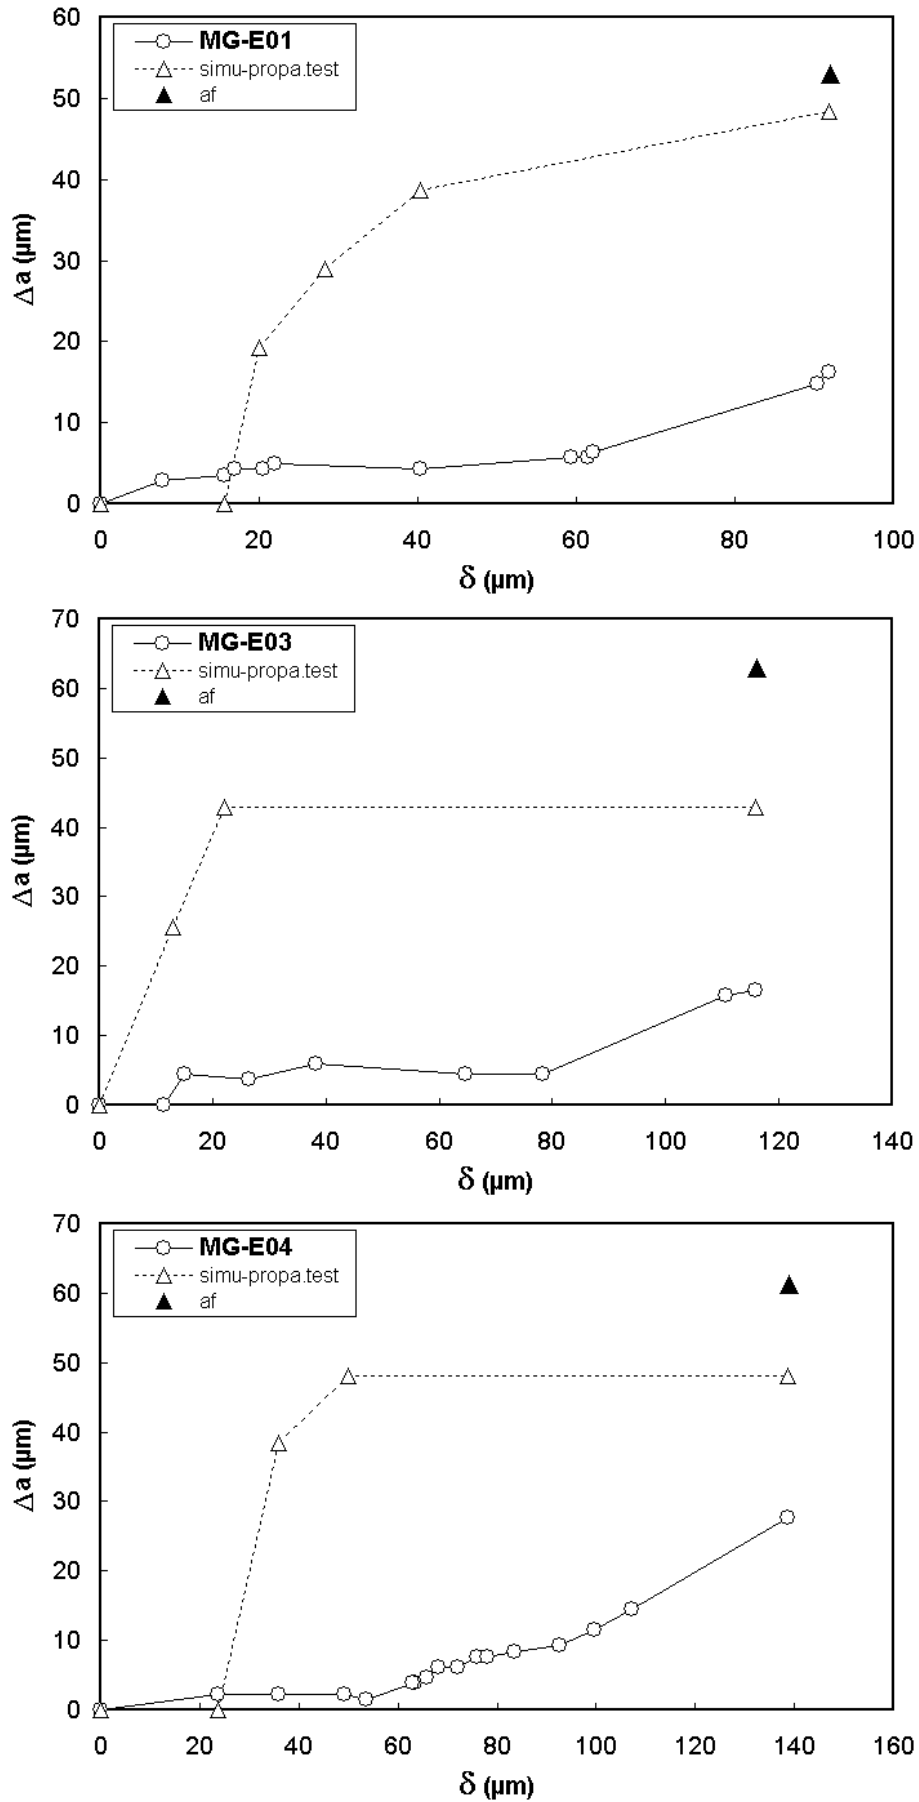 60
50
40
30
20
10
0
Δa (µm)
MG-E01
simu-propa.test
af
0 20 40 60 80 100
δ (µm)
70
60
50
40
30
20
10
0
Δa (µm)
MG-E03
simu-propa.test
af
0 20 40 60 80 100 120 140
δ (µm)
70
60
50
40
30
20
10
0
Δa (µm)
MG-E04
simu-propa.test
af
0 20 40 60 80 100 120 140 160
δ (µm)